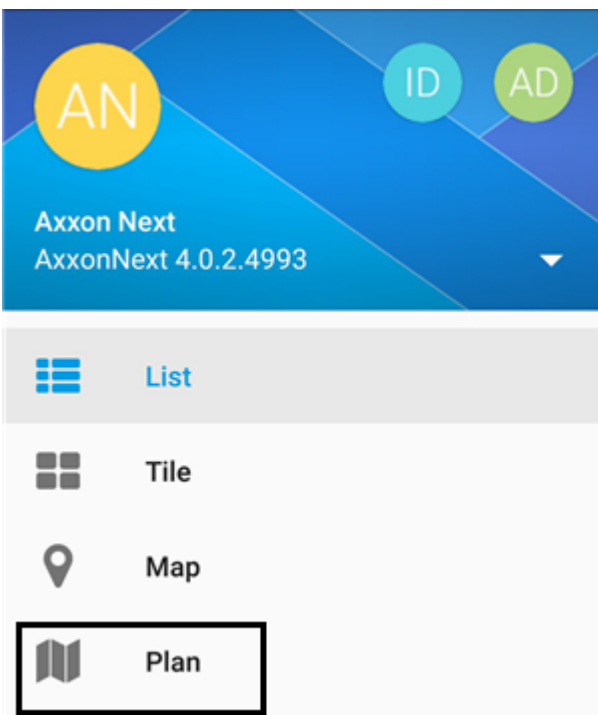 AN
ID
AD
Axxon Next
AxxonNext 4.0.2.4993
List
Tile
Map
Plan